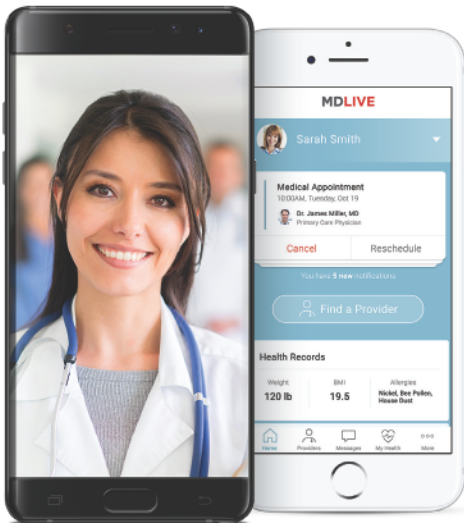 MDLIVE
Sarah Smith
Medical Appointment
10:00AM, Tuesday, Oct 19
Dr. James Miller, MD
Primary Care Physician
Cancel Reschedule
You have 5 new notifications
Find a Provider
Health Records
Weight BMI Allergies
120 lb 19.5 Nickel, Bee Pollen,
House Dust
Home Providers Messages My Health More